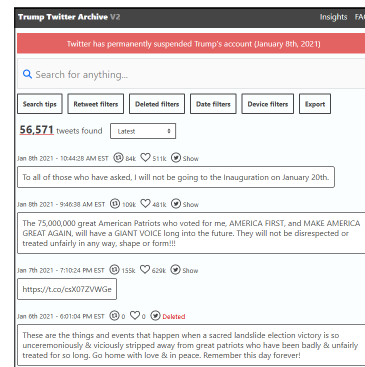 Trump Twitter Archive V2 Insights FAQ
Twitter has permanently suspended Trump's account (January 8th, 2021)
Search for anything...
Search tips Retweet filters Deleted filters Date filters Device filters Export
56,571 tweets found Latest
Jan 8th 2021 - 10:44:28 AM EST 84k 511k Show
To all of those who have asked, I will not be going to the Inauguration on January 20th.
Jan 8th 2021 - 9:46:38 AM EST 109k 481k Show
The 75,000,000 great American Patriots who voted for me, AMERICA FIRST, and MAKE AMERICA
GREAT AGAIN, will have a GIANT VOICE long into the future. They will not be disrespected or
treated unfairly in any way, shape or form!!!
Jan 7th 2021 - 7:10:24 PM EST 155k 629k Show
https://t.co/csX07ZVWGe
Jan 6th 2021 - 6:01:04 PM EST 0 0 Deleted
These are the things and events that happen when a sacred landslide election victory is so
unceremoniously & viciously stripped away from great patriots who have been badly & unfairly
treated for so long. Go home with love & in peace. Remember this day forever!